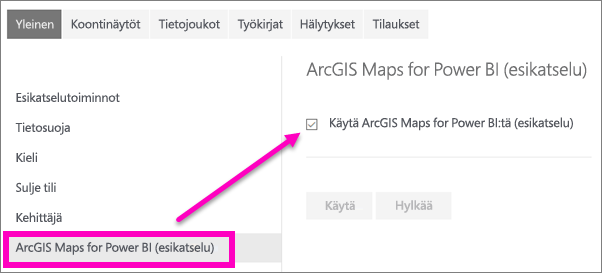 Yleinen Koontinäytöt Tietojoukot Työkirjat Hälytykset Tilaukset
Esikatselutoiminnot
Tietosuoja
Kieli
Sulje tili
Kehittäjä
ArcGIS Maps for Power BI (esikatselu)
ArcGIS Maps for Power BI (esikatselu)
Käytä ArcGIS Maps for Power BI:tä (esikatselu)
Käytä Hylkää